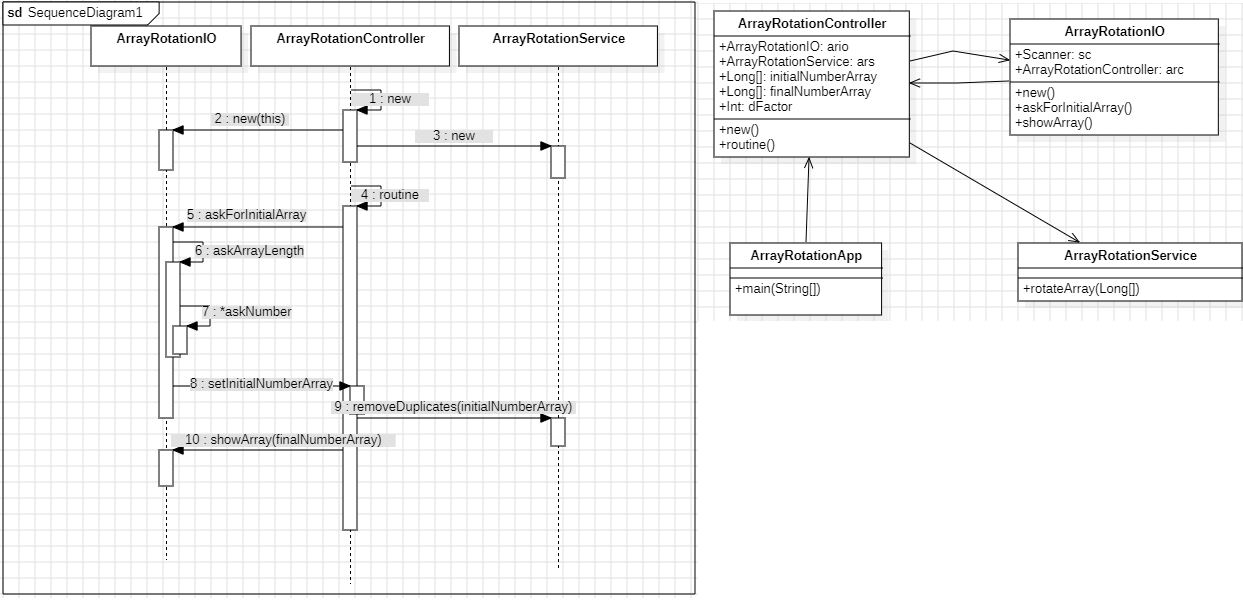 sd SequenceDiagram1
ArrayRotationIO
ArrayRotationController
ArrayRotationService
1 : new
2 : new(this)
3 : new
4 : routine
5 : askForInitialArray
6 : askArrayLength
7 : *askNumber
8 : setInitialNumberArray
9 : removeDuplicates(initialNumberArray)
10 : showArray(finalNumberArray)
ArrayRotationController
+ArrayRotationIO: ario
+ArrayRotationService: ars
+Long[]: initialNumberArray
+Long[]: finalNumberArray
+Int: dFactor
+new()
+routine()
ArrayRotationIO
+Scanner: sc
+ArrayRotationController: arc
+new()
+askForInitialArray()
+showArray()
ArrayRotationApp
+main(String[])
ArrayRotationService
+rotateArray(Long[])